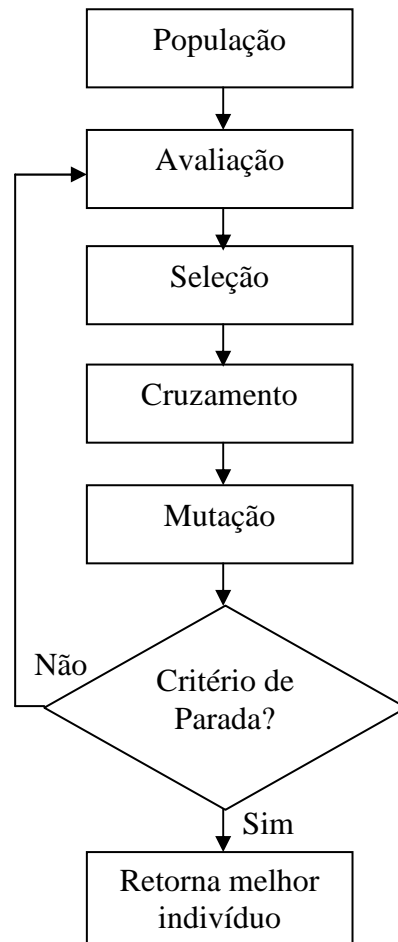 População
Avaliação
Seleção
Cruzamento
Mutação
Não
Critério de
Parada?
Sim
Retorna melhor
indivíduo